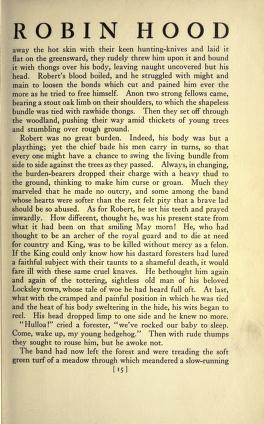 ROBIN HOOD
away the hot skin with their keen hunting-knives and laid it
flat on the greensward, they rudely threw him upon it and bound
it with thongs over his body, leaving naught uncovered but his
head. Robert's blood boiled, and he struggled with might and
main to loosen the bonds which cut and pained him ever the
more as he tried to free himself. Anon two strong fellows came,
bearing a stout oak limb on their shoulders, to which the shapeless
bundle was tied with rawhide thongs. Then they set off through
the woodland, pushing their way amid thickets of young trees
and stumbling over rough ground.
Robert was no great burden. Indeed, his body was but a
plaything; yet the chief bade his men carry in turns, so that
every one might have a chance to swing the living bundle from
side to side against the trees as they passed. Always, in changing,
the burden-bearers dropped their charge with a heavy thud to
the ground, thinking to make him curse or groan. Much they
marveled that he made no outcry, and some among the band
whose hearts were softer than the rest felt pity that a brave lad
should be so abused. As for Robert, he set his teeth and prayed
inwardly. How different, thought he, was his present state from
what it had been on that smiling May morn! He, who had
thought to be an archer of the royal guard and to die at need
for country and King, was to be killed without mercy as a felon.
If the King could only know how his dastard foresters had lured
a faithful subject with their taunts to a shameful death, it would
fare ill with these same cruel knaves. He bethought him again
and again of the tottering, sightless old man of his beloved
Locksley town, whose tale of woe he had heard full oft. At last,
what with the cramped and painful position in which he was tied
and the heat of his body sweltering in the hide, his wits began to
reel. His head dropped limp to one side and he knew no more.
"Hulloa!" cried a forester, "we've rocked our baby to sleep.
Come, wake up, my young hedgehog." Then with rude thumps
they sought to rouse him, but he awoke not.
The band had now left the forest and were treading the soft
green turf of a meadow through which meandered a slow-running
[15]